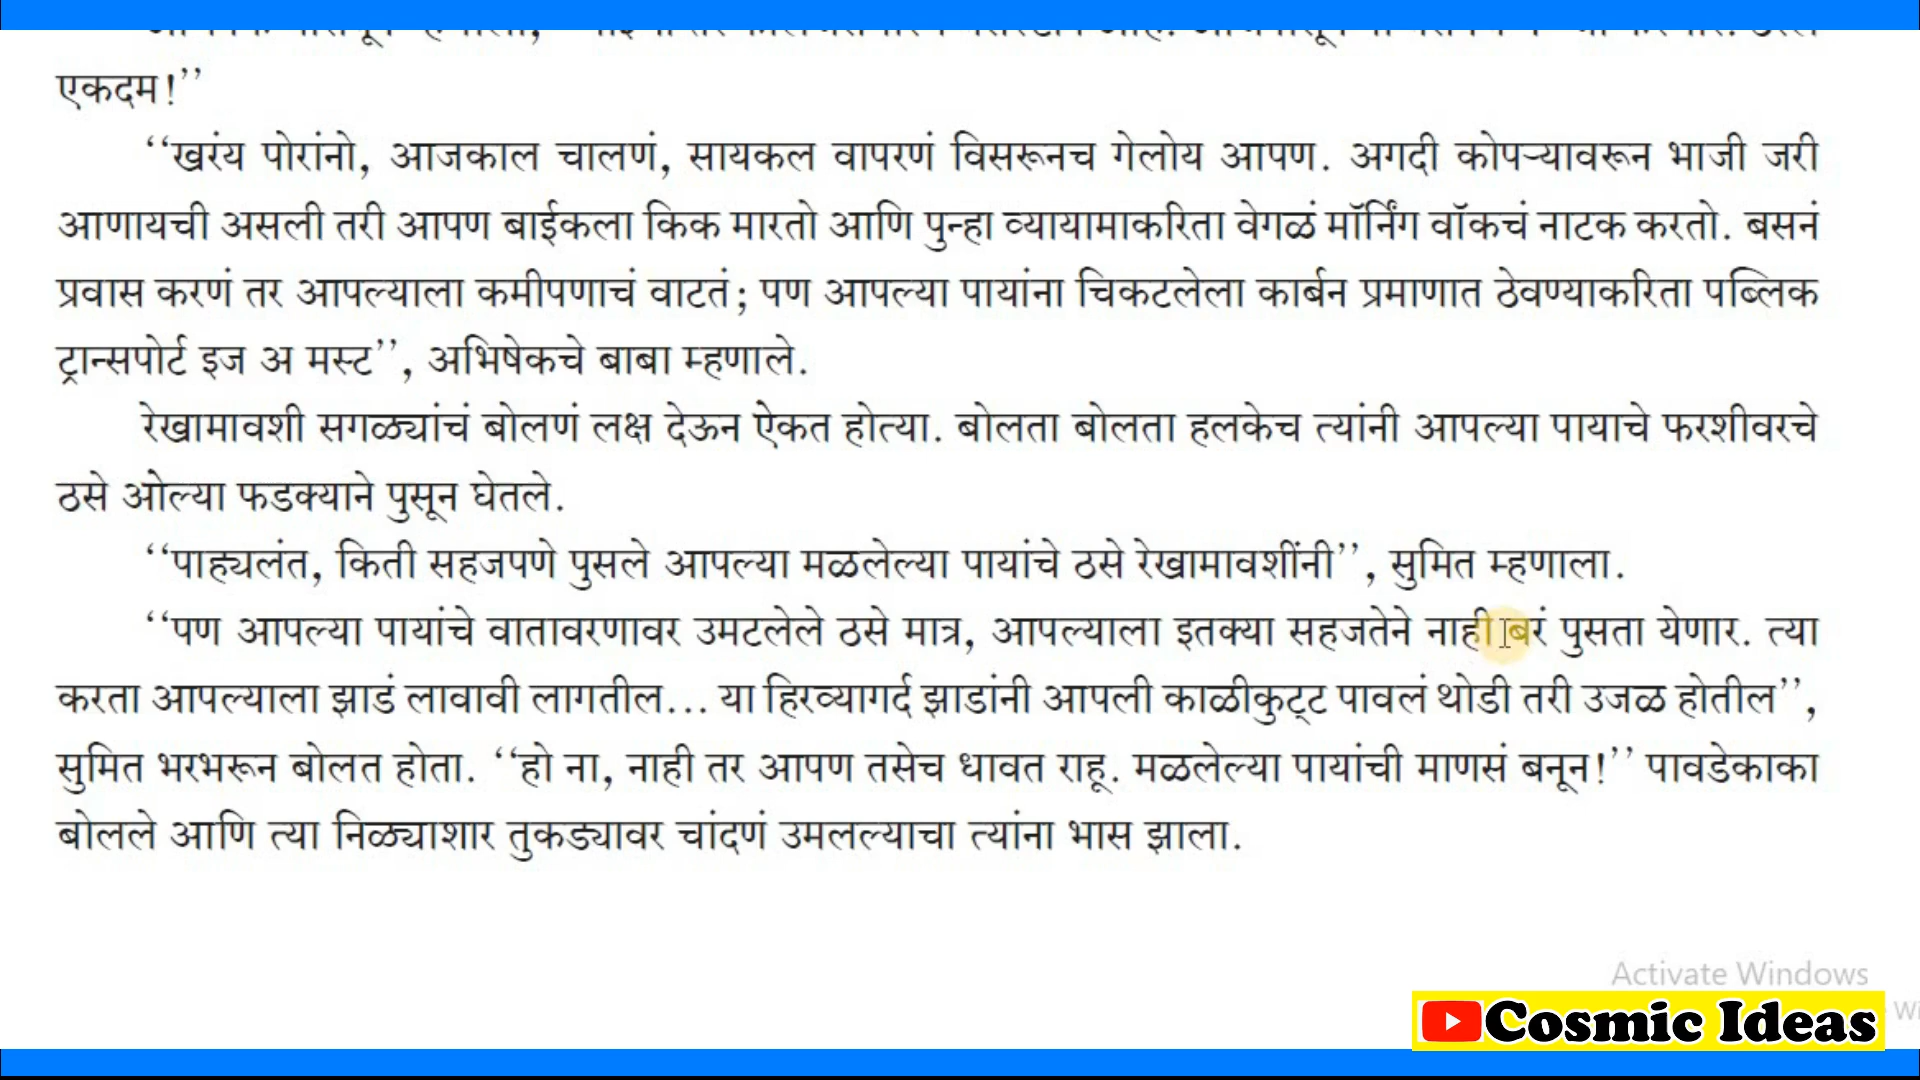 एकदम!’’
‘‘खरंय पोरांनो, आजकाल चालणं, सायकल वापरणं विसरूनच गेलोय आपण. अगदी कोपऱ्यावरून भाजी जरी
आणायची असली तरी आपण बाईकला किक मारतो आणि पुन्हा व्यायामाकरिता वेगळं मॉर्निंग वॉकचं नाटक करतो. बसनं
प्रवास करणं तर आपल्याला कमीपणाचं वाटतं; पण आपल्या पायांना चिकटलेला कार्बन प्रमाणात ठेवण्याकरिता पब्लिक
ट्रान्सपोर्ट इज अ मस्ट’’, अभिषेकचे बाबा म्हणाले.
रेखामावशी सगळ्यांचं बोलणं लक्ष देऊन ऐकत होत्या. बोलता बोलता हलकेच त्यांनी आपल्या पायाचे फरशीवरचे
ठसे ओल्या फडक्याने पुसून घेतले.
‘‘पाह्यलंत, किती सहजपणे पुसले आपल्या मळलेल्या पायांचे ठसे रेखामावशींनी’’, सुमित म्हणाला.
‘‘पण आपल्या पायांचे वातावरणावर उमटलेले ठसे मात्र, आपल्याला इतक्या सहजतेने नाही बरं पुसता येणार. त्या
करता आपल्याला झाडं लावावी लागतील... या हिरव्यागर्द झाडांनी आपली काळीकुट्ट पावलं थोडी तरी उजळ होतील’’,
सुमित भरभरून बोलत होता. ‘‘हो ना, नाही तर आपण तसेच धावत राहू. मळलेल्या पायांची माणसं बनून!’’ पावडेकाका
बोलले आणि त्या निळ्याशार तुकड्यावर चांदणं उमलल्याचा त्यांना भास झाला.
Activate Windows
Cosmic Ideas